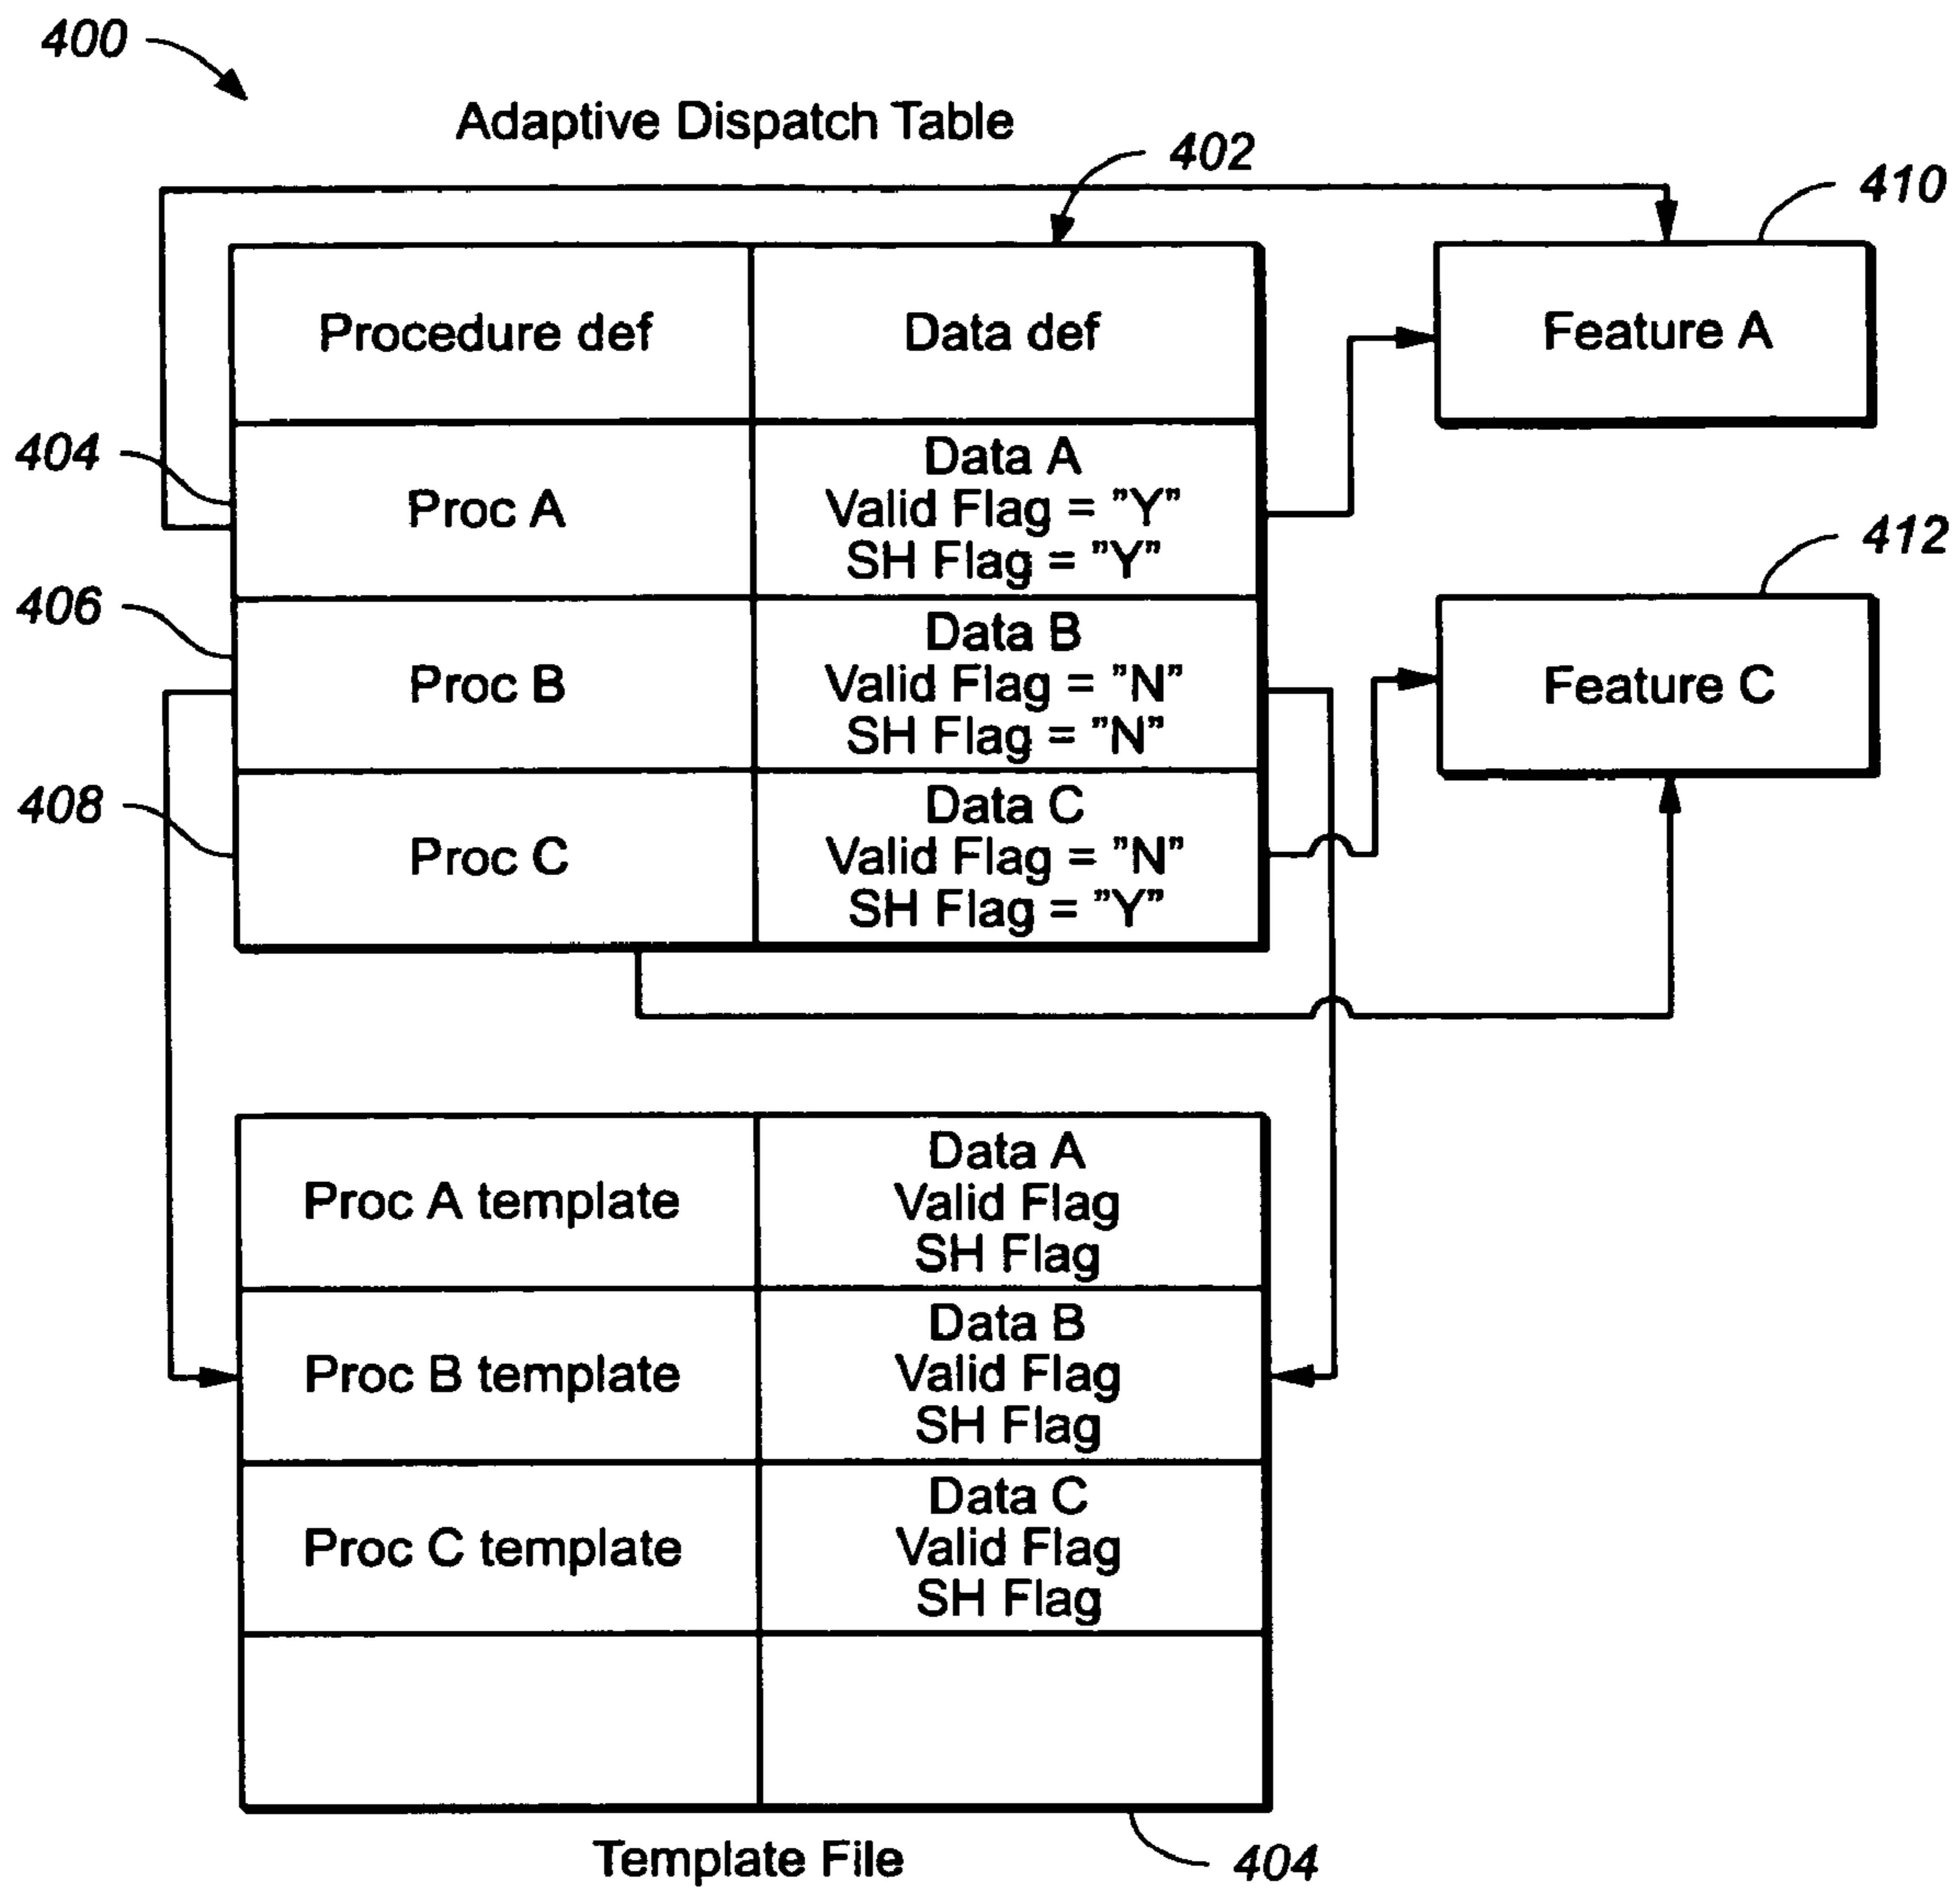 400
Adaptive Dispatch Table
402
410
Procedure def
Data def
Feature A
404
Proc A
Data A
Valid Flag = ”Y”
SH Flag = ”Y”
412
406
Proc B
Data B
Valid Flag = ”N”
SH Flag = ”N”
Feature C
408
Proc C
Data C
Valid Flag = ”N”
SH Flag = ”Y”
Proc A template
Data A
Valid Flag
SH Flag
Proc B template
Data B
Valid Flag
SH Flag
Proc C template
Data C
Valid Flag
SH Flag
Template File
404